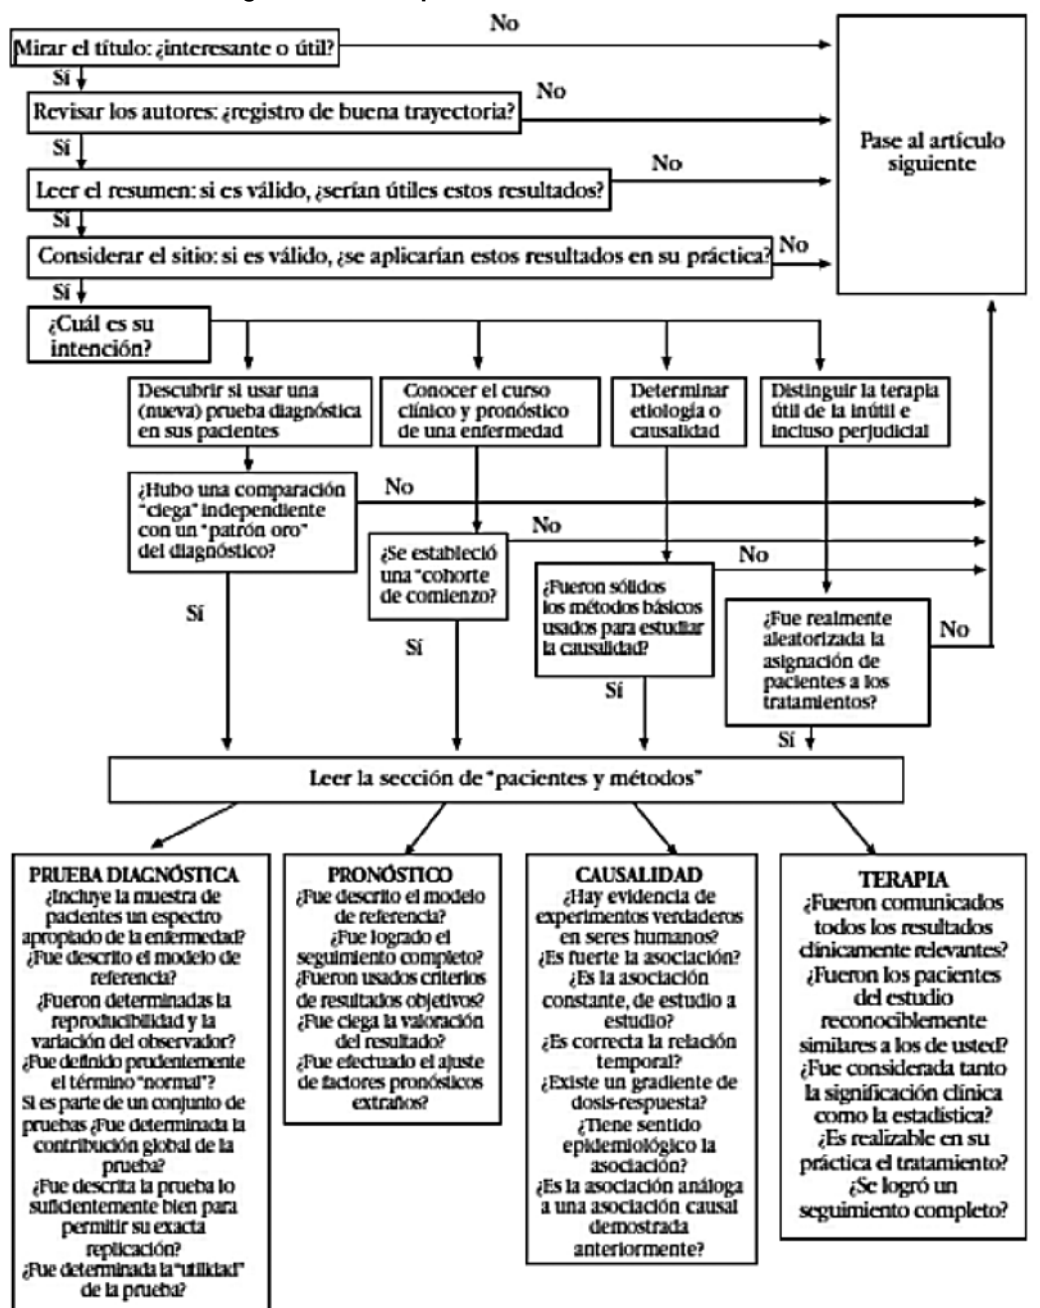 No
Mirar el título: ¿interesante o útil?
Sí
No
Revisar los autores: ¿registro de buena trayectoria?
Pase al artículo
siguiente
Sí
No
Leer el resumen: si es válido, ¿serían útiles estos resultados?
Sí
No
Considerar el sitio: si es válido, ¿se aplicarían estos resultados en su práctica?
Sí
¿Cuál es su
intención?
Descubrir si usar una
(nueva) prueba diagnóstica
en sus pacientes
Conocer el curso
clínico y pronóstico
de una enfermedad
Determinar
etiología o
causalidad
Distinguir la terapia
útil de la inútil e
incluso perjudicial
¿Hubo una comparación
"ciega" independiente
con un "patrón oro"
del diagnóstico?
No
Sí
¿Se estableció
una "cohorte
de comienzo?
No
Sí
¿Fueron sólidos
los métodos básicos
usados para estudiar
la causalidad?
No
Sí
¿Fue realmente
aleatorizada la
asignación de
pacientes a los
tratamientos?
No
Sí
Leer la sección de "pacientes y métodos"
PRUEBA DIAGNÓSTICA
¿Incluye la muestra de
pacientes un espectro
apropiado de la enfermedad?
¿Fue descrito el modelo de
referencia?
¿Fueron determinadas la
reproducibilidad y la
variación del observador?
¿Fue definido prudentemente
el término "normal"?
Si es parte de un conjunto de
pruebas ¿Fue determinada la
contribución global de la
prueba?
¿Fue descrita la prueba lo
suficientemente bien para
permitir su exacta
replicación?
¿Fue determinada la "utilidad"
de la prueba?
PRONÓSTICO
¿Fue descrito el modelo
de referencia?
¿Fue logrado el
seguimiento completo?
¿Fueron usados criterios
de resultados objetivos?
¿Fue ciega la valoración
del resultado?
¿Fue efectuado el ajuste
de factores pronósticos
extraños?
CAUSALIDAD
¿Hay evidencia de
experimentos verdaderos
en seres humanos?
¿Es fuerte la asociación?
¿Es la asociación
constante, de estudio a
estudio?
¿Es correcta la relación
temporal?
¿Existe un gradiente de
dosis-respuesta?
¿Tiene sentido
epidemiológico la
asociación?
¿Es la asociación análoga
a una asociación causal
demostrada
anteriormente?
TERAPIA
¿Fueron comunicados
todos los resultados
clínicamente relevantes?
¿Fueron los pacientes
del estudio
reconociblemente
similares a los de usted?
¿Fue considerada tanto
la significación clínica
como la estadística?
¿Es realizable en su
práctica el tratamiento?
¿Se logró un
seguimiento completo?